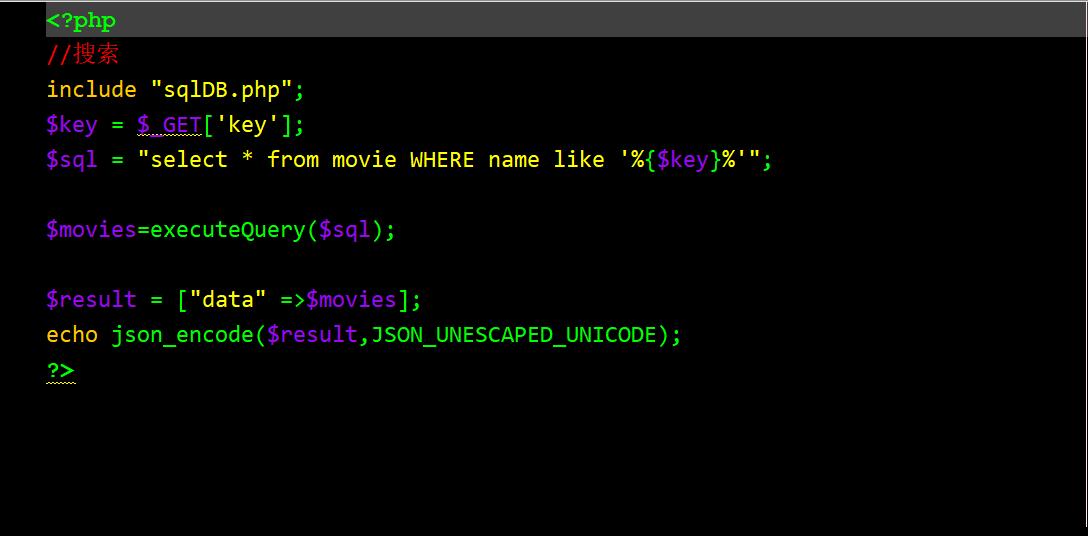 <?php
//搜索
include "sqlDB.php";
$key = $_GET['key'];
$sql = "select * from movie WHERE name like '%{$key}%'";
$movies=executeQuery($sql);
$result = ["data" =>$movies];
echo json_encode($result,JSON_UNESCAPED_UNICODE);
?>